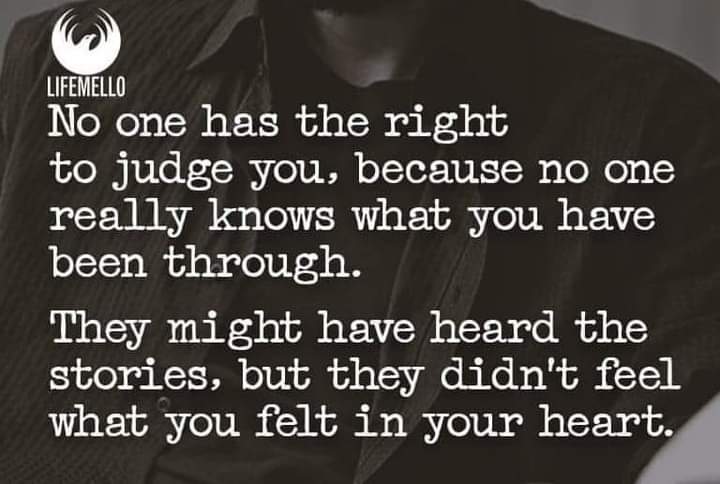 LIFEMELLO
No one has the right
to judge you, because no one
really knows what you have
been through.
They might have heard the
stories, but they didn't feel
what you felt in your heart.